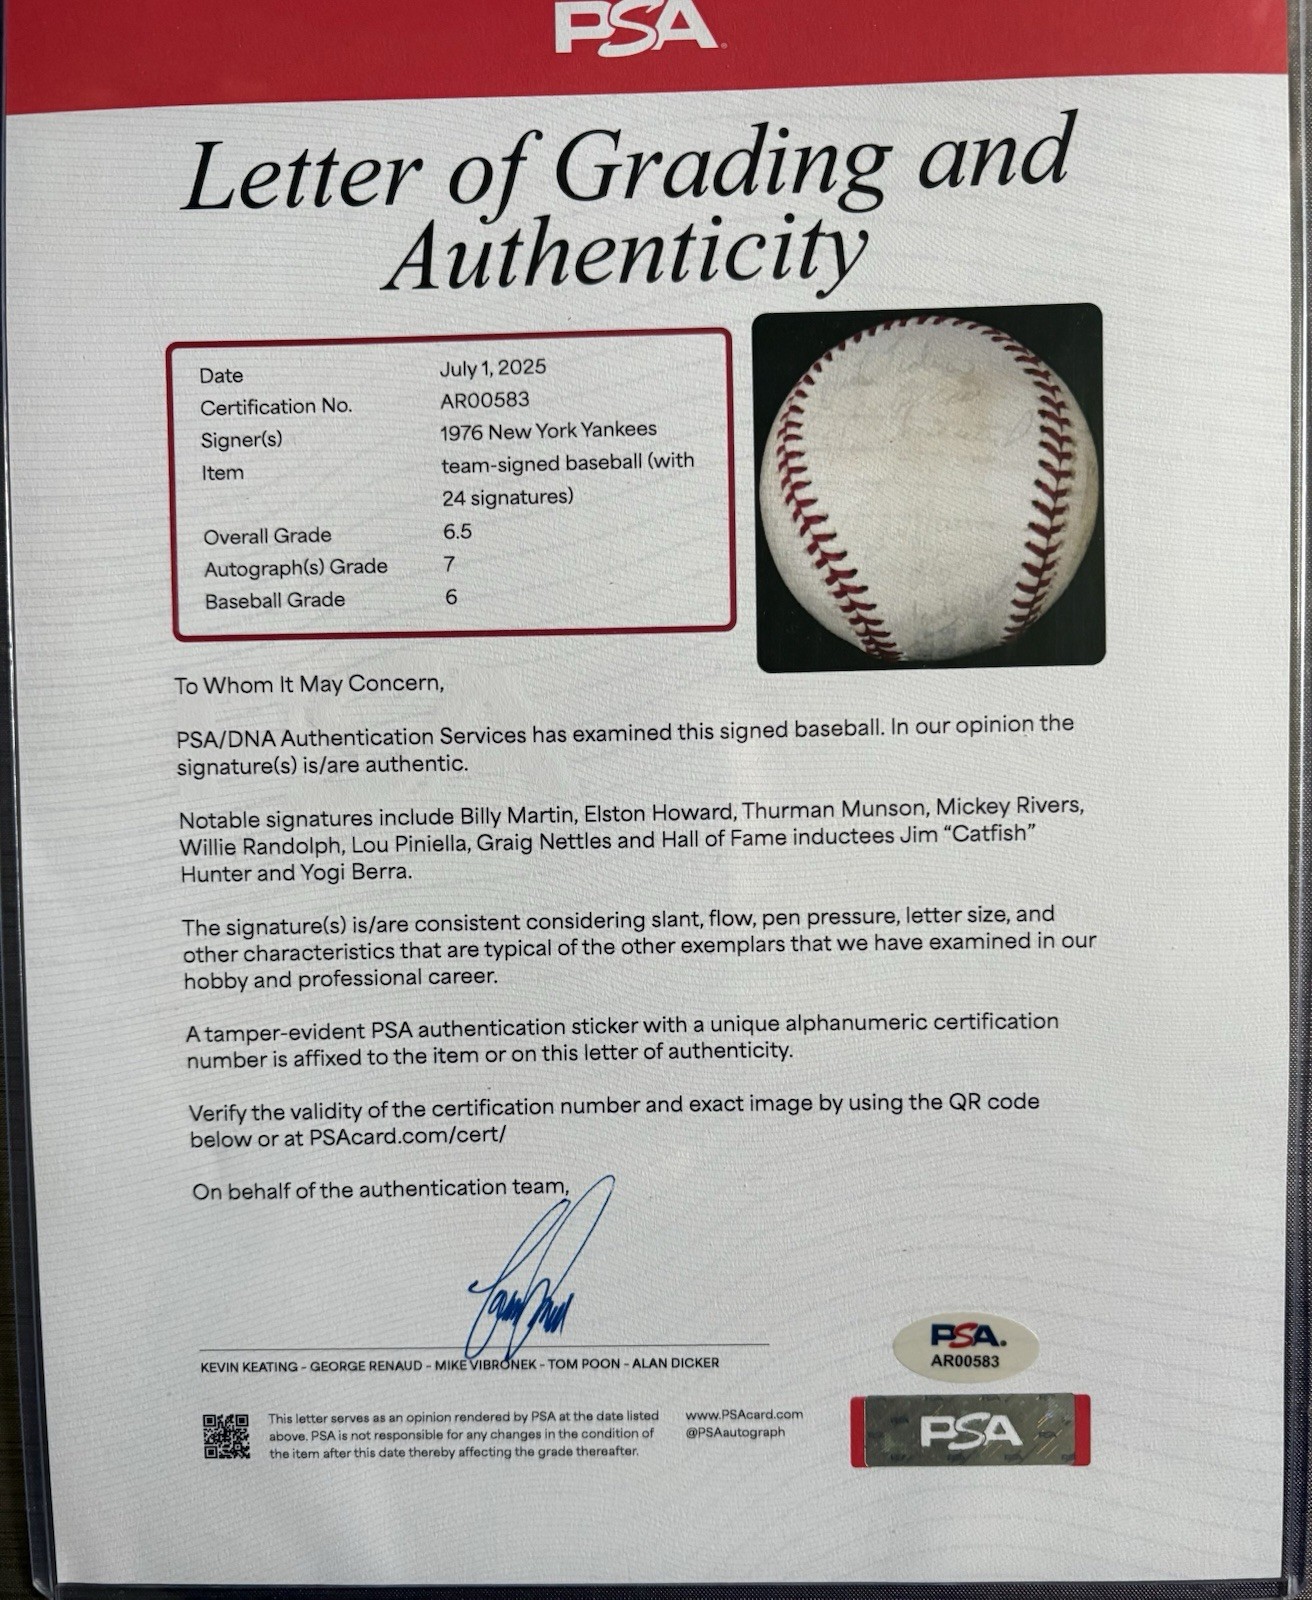 PSA
Letter of Grading and
Authenticity
Date July 1, 2025
Certification No. AR00583
Signer(s) 1976 New York Yankees
Item team-signed baseball (with
24 signatures)
Overall Grade 6.5
Autograph(s) Grade 7
Baseball Grade 6
To Whom It May Concern,
PSA/DNA Authentication Services has examined this signed baseball. In our opinion the
signature(s) is/are authentic.
Notable signatures include Billy Martin, Elston Howard, Thurman Munson, Mickey Rivers,
Willie Randolph, Lou Piniella, Graig Nettles and Hall of Fame inductees Jim “Catfish”
Hunter and Yogi Berra.
The signature(s) is/are consistent considering slant, flow, pen pressure, letter size, and
other characteristics that are typical of the other exemplars that we have examined in our
hobby and professional career.
A tamper-evident PSA authentication sticker with a unique alphanumeric certification
number is affixed to the item or on this letter of authenticity.
Verify the validity of the certification number and exact image by using the QR code
below or at PSAcard.com/cert/
On behalf of the authentication team,
KEVIN KEATING - GEORGE RENAUD - MIKE VIBRONEK - TOM POON - ALAN DICKER
This letter serves as an opinion rendered by PSA at the date listed
above. PSA is not responsible for any changes in the condition of
the item after this date thereby affecting the grade thereafter.
www.PSAcard.com
@PSAautograph
PSA.
AR00583
PSA